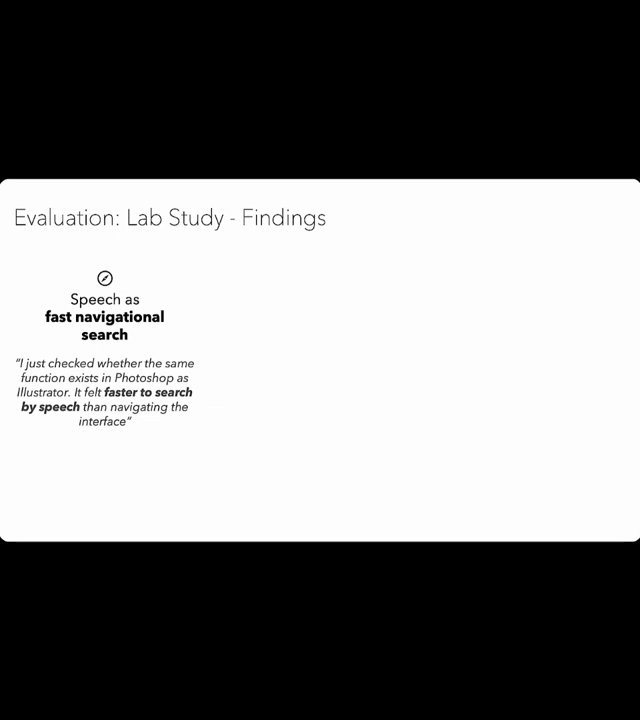 Evaluation: Lab Study - Findings
Speech as
fast navigational
search
"I just checked whether the same
function exists in Photoshop as
Illustrator. It felt faster to search
by speech than navigating the
interface"